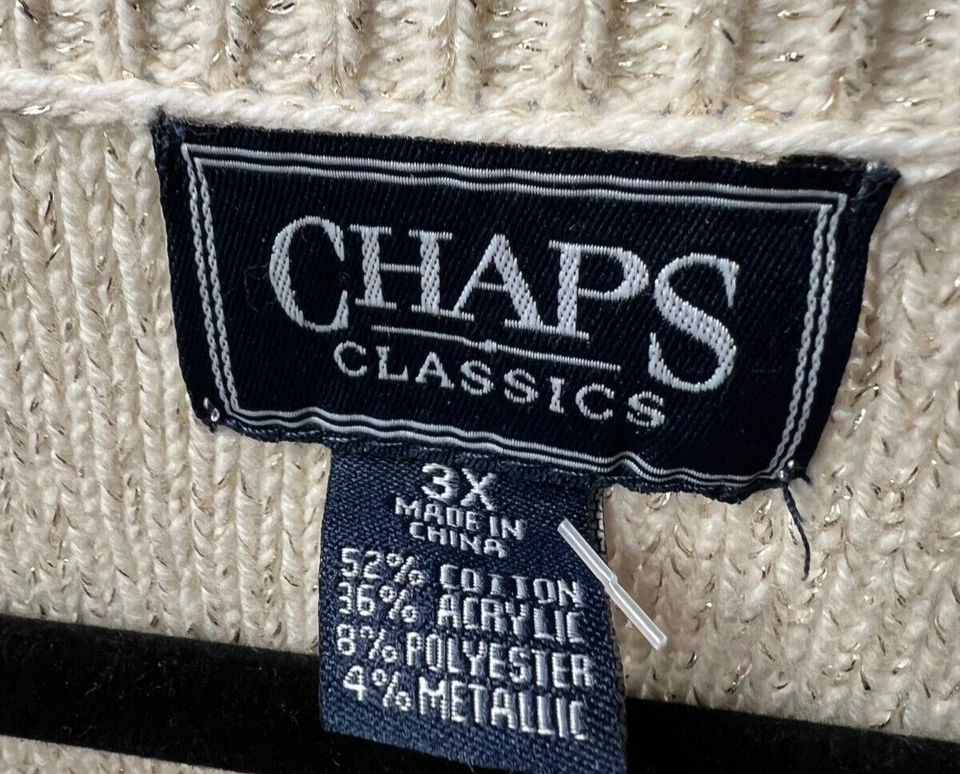 CHAPS
CLASSICS
3X
MADE IN
CHINA
52% COTTON
36% ACRYLIC
8% POLYESTER
4% METALLIC